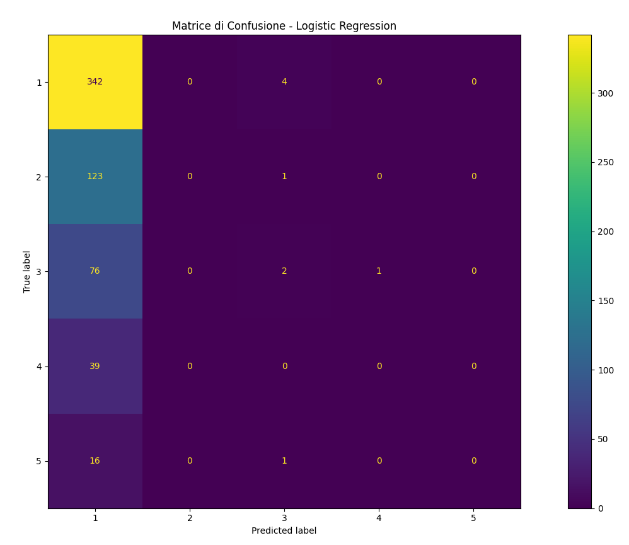 Matrice di Confusione - Logistic Regression
1 342 0 4 0 0
2 123 0 1 0 0
3 76 0 2 1 0
4 39 0 0 0 0
5 16 0 1 0 0
1 2 3 4 5
True label
Predicted label
300
250
200
150
100
50
0